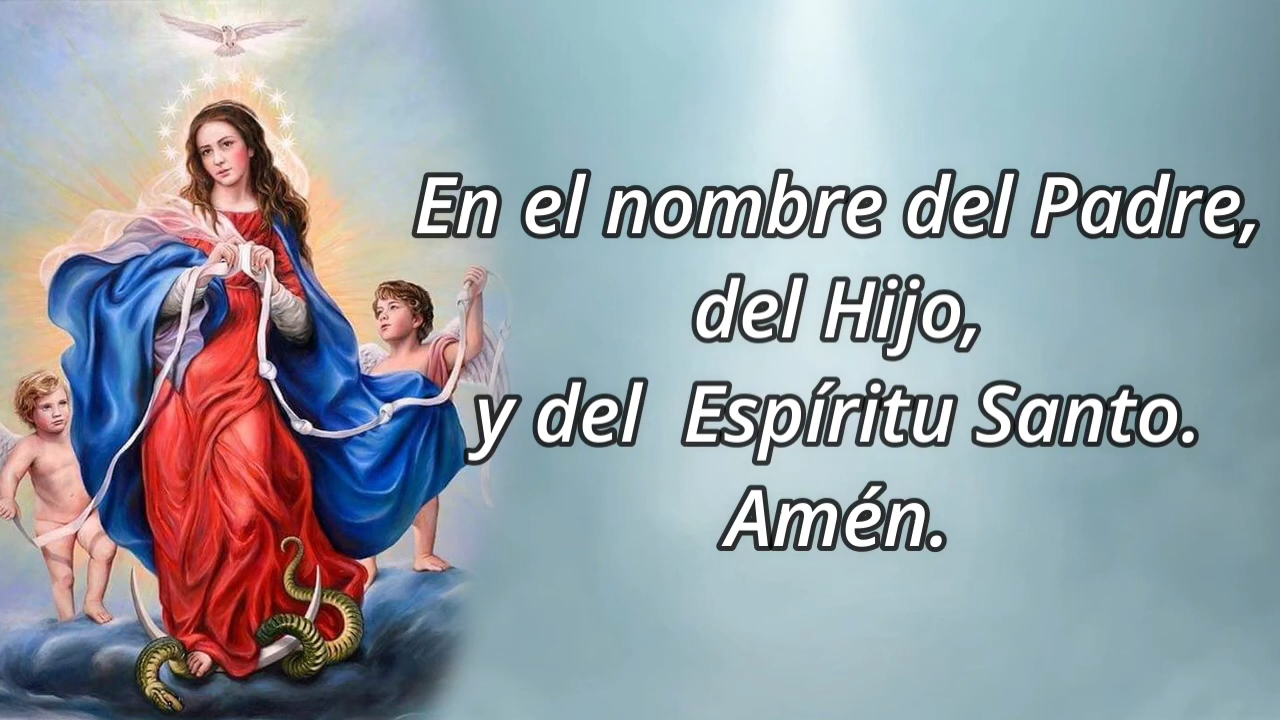 En el nombre del Padre,
del Hijo,
y del Espíritu Santo.
Amén.